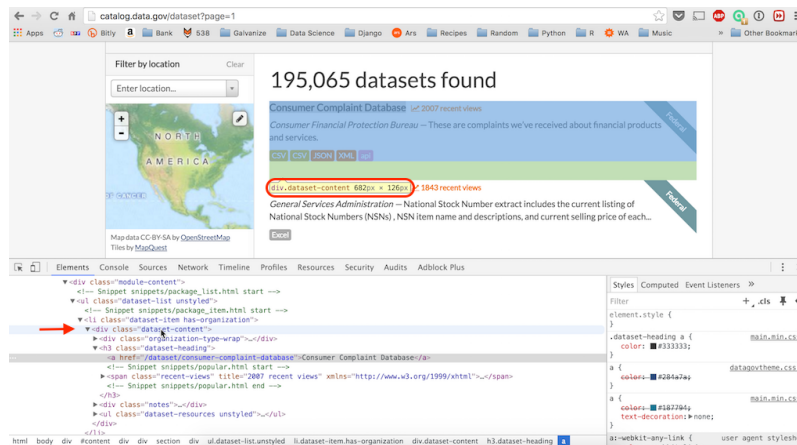 catalog.data.gov/dataset?page=1
ABP
Apps
Bitly
a
Bank
538
Galvanize
Data Science
Django
Ars
Recipes
Random
Python
R
WA
Music
»
Other Bookmar
Filter by location
Clear
Enter location...
+
-
NORTH
AMERICA
OF CANCER
Map data CC-BY-SA by OpenStreetMap
Tiles by MapQuest
195,065 datasets found
Consumer Complaint Database 2007 recent views
Federal
Consumer Financial Protection Bureau — These are complaints we've received about financial products
and services.
CSV CSV JSON XML api
div.dataset-content 682px × 126px 1843 recent views
Federal
General Services Administration — National Stock Number extract includes the current listing of
National Stock Numbers (NSNs) , NSN item name and descriptions, and current selling price of each...
Excel
Elements Console Sources Network Timeline Profiles Resources Security Audits Adblock Plus
▼<div class="module-content">
<!-- Snippet snippets/package_list.html start -->
▼<ul class="dataset-list unstyled">
<!-- Snippet snippets/package_item.html start -->
▼<li class="dataset-item has-organization">
▼<div class="dataset-content">
▶<div class="organization-type-wrap">…</div>
▼<h3 class="dataset-heading">
<a href="/dataset/consumer-complaint-database">Consumer Complaint Database</a>
<!-- Snippet snippets/popular.html start -->
▶<span class="recent-views" title="2007 recent views" xmlns="http://www.w3.org/1999/xhtml">…</span>
<!-- Snippet snippets/popular.html end -->
</h3>
▶<div class="notes">…</div>
▶<ul class="dataset-resources unstyled">…</ul>
</div>
</li>
Styles Computed Event Listeners »
Filter + .cls
element.style {
}
.dataset-heading a { main.min.cs
color: #333333;
}
a { datagovtheme.css
color: #284a7a;
}
a { main.min.cs
color: #187794;
text-decoration:▶none;
}
a:-webkit-any-link { user agent stylesh
html body div #content div div section div ul.dataset-list.unstyled li.dataset-item.has-organization div.dataset-content h3.dataset-heading a